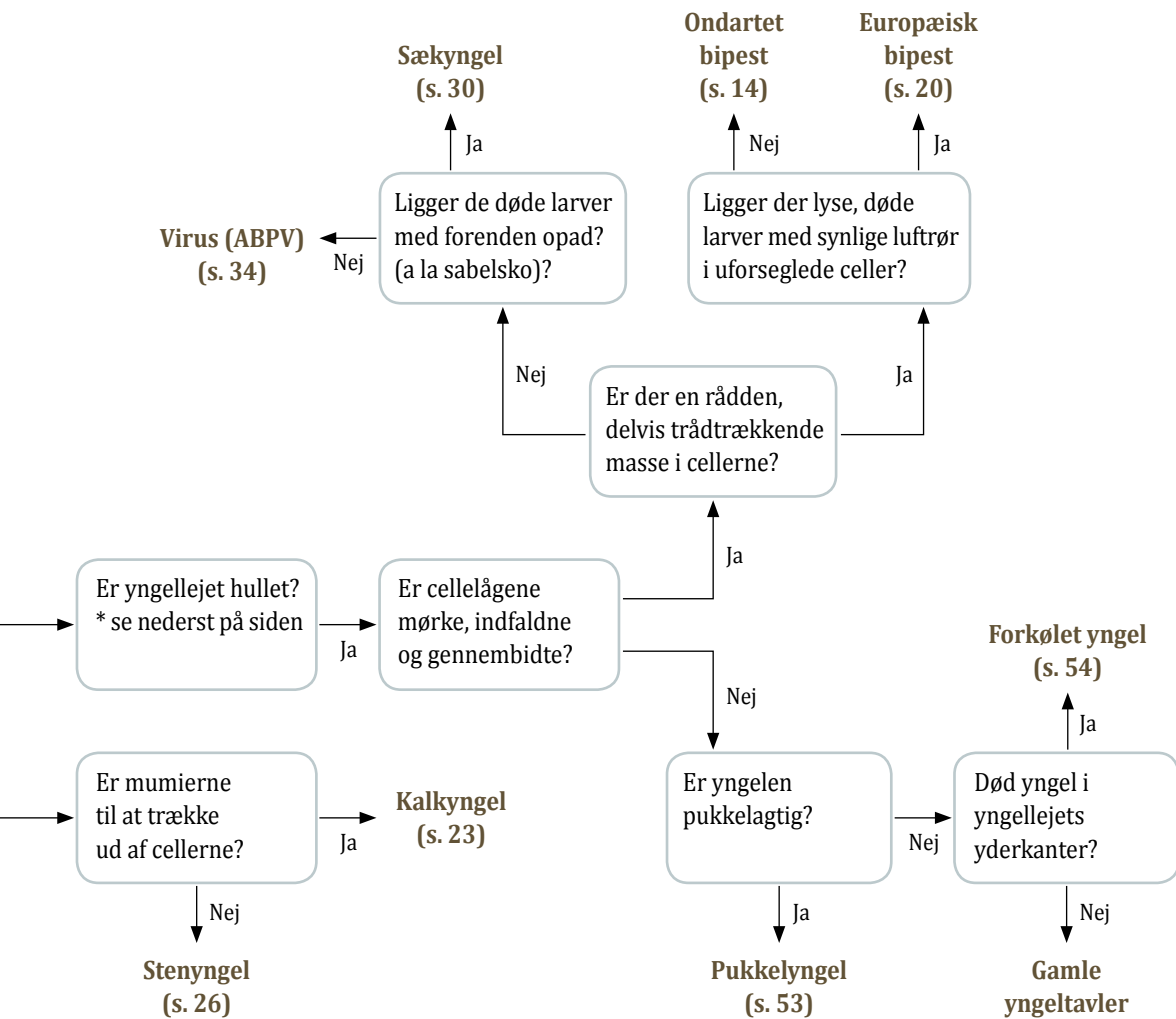 Ondartet
bipest
(s. 14)
Europæisk
bipest
(s. 20)
Sækyngel
(s. 30)
Ja
Nej
Ja
Ligger de døde larver
med forenden opad?
(a la sabelsko)?
Ligger der lyse, døde
larver med synlige luftrør
i uforseglede celler?
Virus (ABPV)
(s. 34)
Nej
Nej
Ja
Er der en rådden,
delvis trådtrækkende
masse i cellerne?
Ja
Er yngellejet hullet?
* se nederst på siden
Ja
Er cellelågene
mørke, indfaldne
og gennembidte?
Nej
Forkølet yngel
(s. 54)
Ja
Er mumierne
til at trække
ud af cellerne?
Ja
Kalkyngel
(s. 23)
Er yngelen
pukkelagtig?
Nej
Død yngel i
yngellejets
yderkanter?
Nej
Ja
Nej
Stenyngel
(s. 26)
Pukkelyngel
(s. 53)
Gamle
yngeltavler